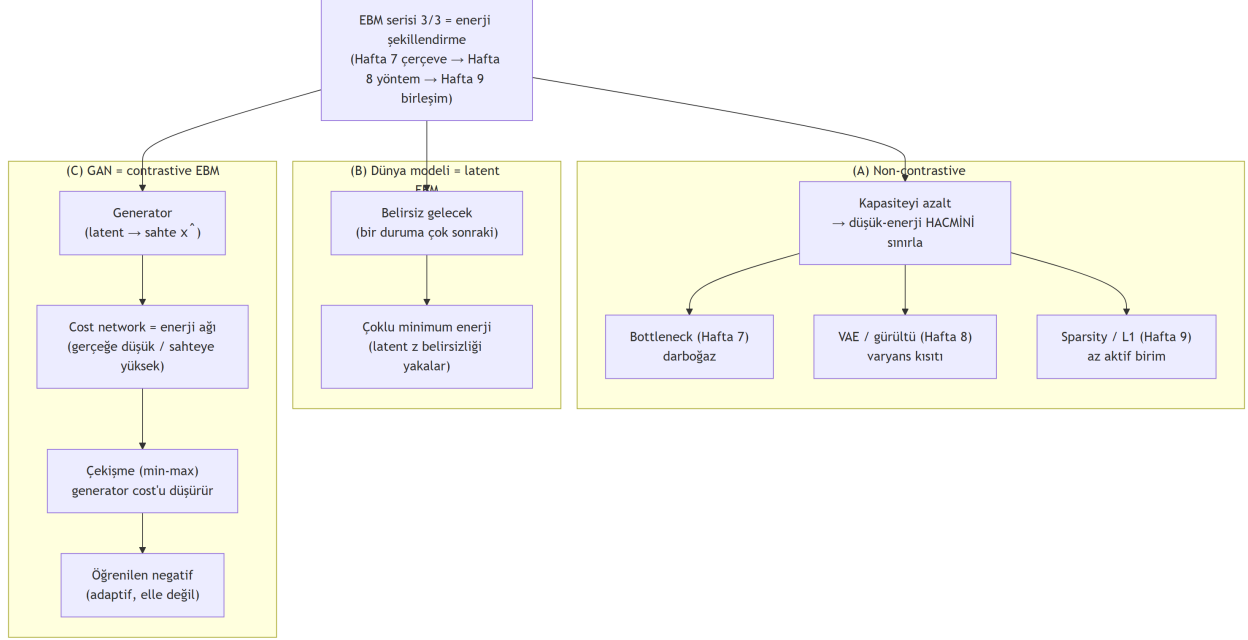 EBM serisi 3/3 = enerji
şekillendirme
(Hafta 7 çerçeve → Hafta
8 yöntem → Hafta 9
birleşim)
(C) GAN = contrastive EBM
Generator
(latent → sahte x^)
Cost network = enerji ağı
(gerçeğe düşük / sahteye
yüksek)
Çekişme (min-max)
generator cost'u düşürür
Öğrenilen negatif
(adaptif, elle değil)
(B) Dünya modeli = latent
EBM
Belirsiz gelecek
(bir duruma çok sonraki)
Çoklu minimum enerji
(latent z belirsizliği
yakalar)
(A) Non-contrastive
Kapasiteyi azalt
→ düşük-enerji HACMİNİ
sınırla
Bottleneck (Hafta 7)
darboğaz
VAE / gürültü (Hafta 8)
varyans kısıtı
Sparsity / L1 (Hafta 9)
az aktif birim